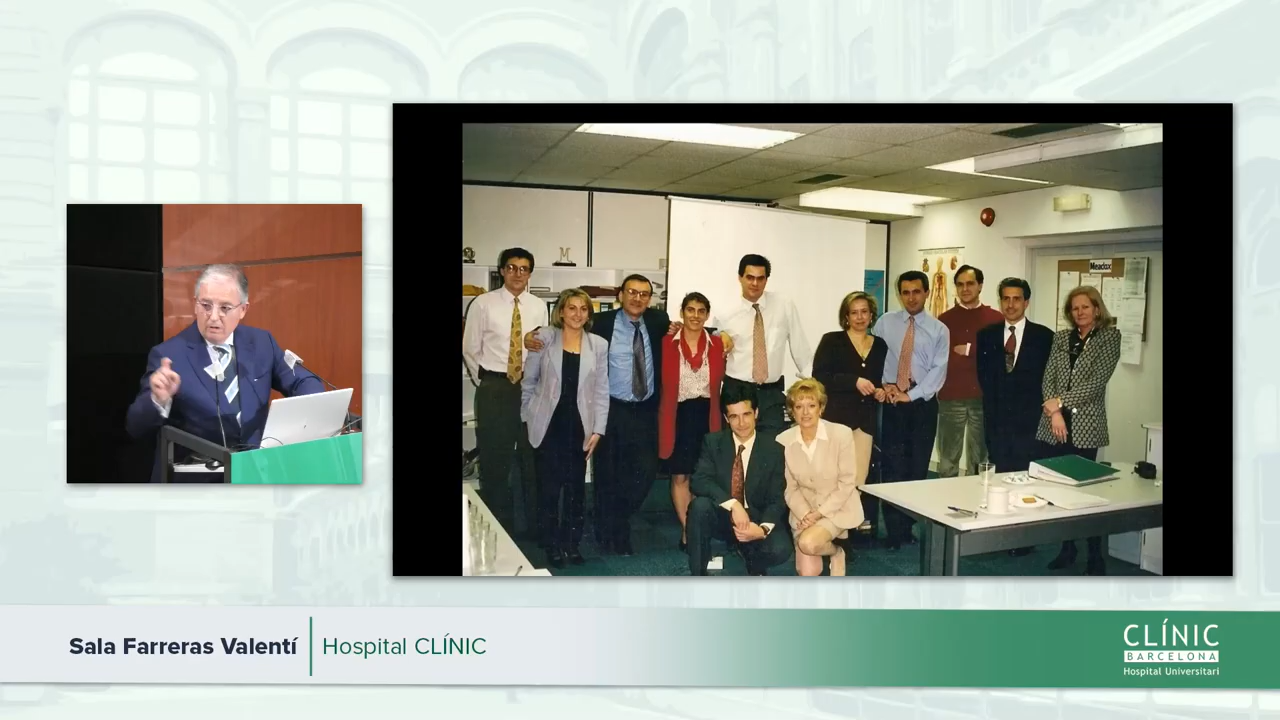 Sala Farreras Valentí
Hospital CLÍNIC
CLÍNIC
BARCELONA
Hospital Universitari